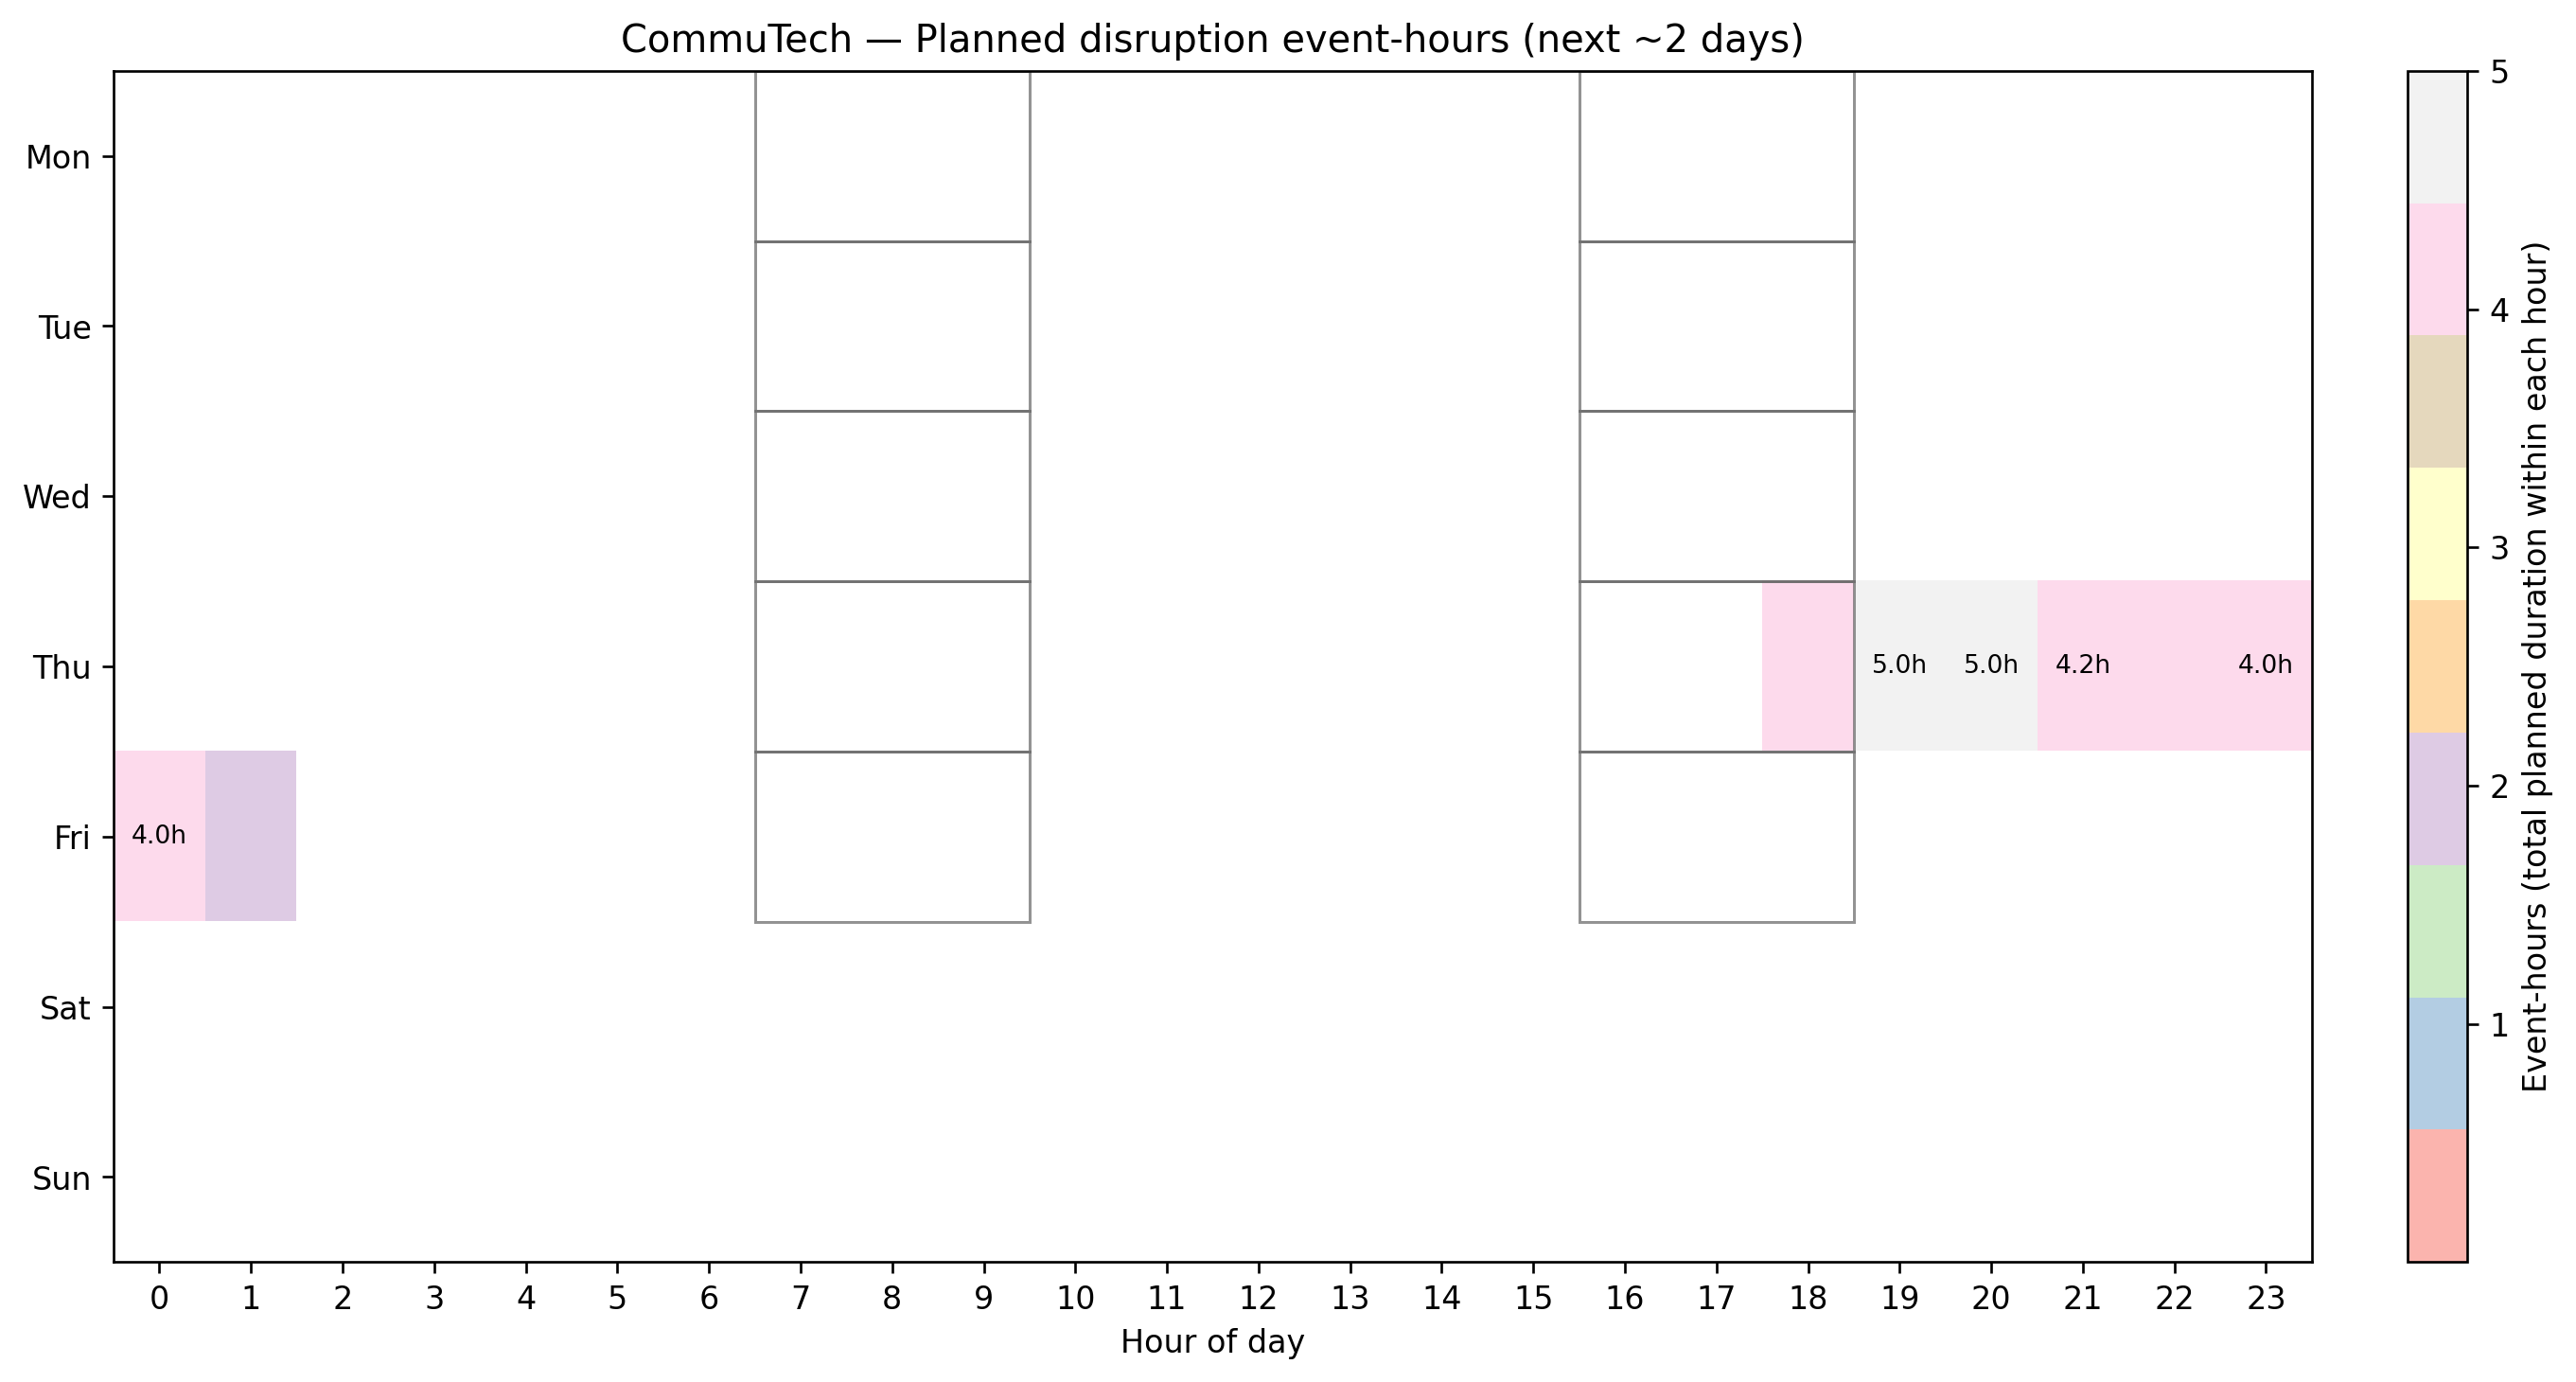 CommuTech — Planned disruption event-hours (next ~2 days)
Mon
Tue
Wed
Thu
Fri
Sat
Sun
5.0h 5.0h 4.2h 4.0h
4.0h
0 1 2 3 4 5 6 7 8 9 10 11 12 13 14 15 16 17 18 19 20 21 22 23
Hour of day
5
4
3
2
1
Event-hours (total planned duration within each hour)